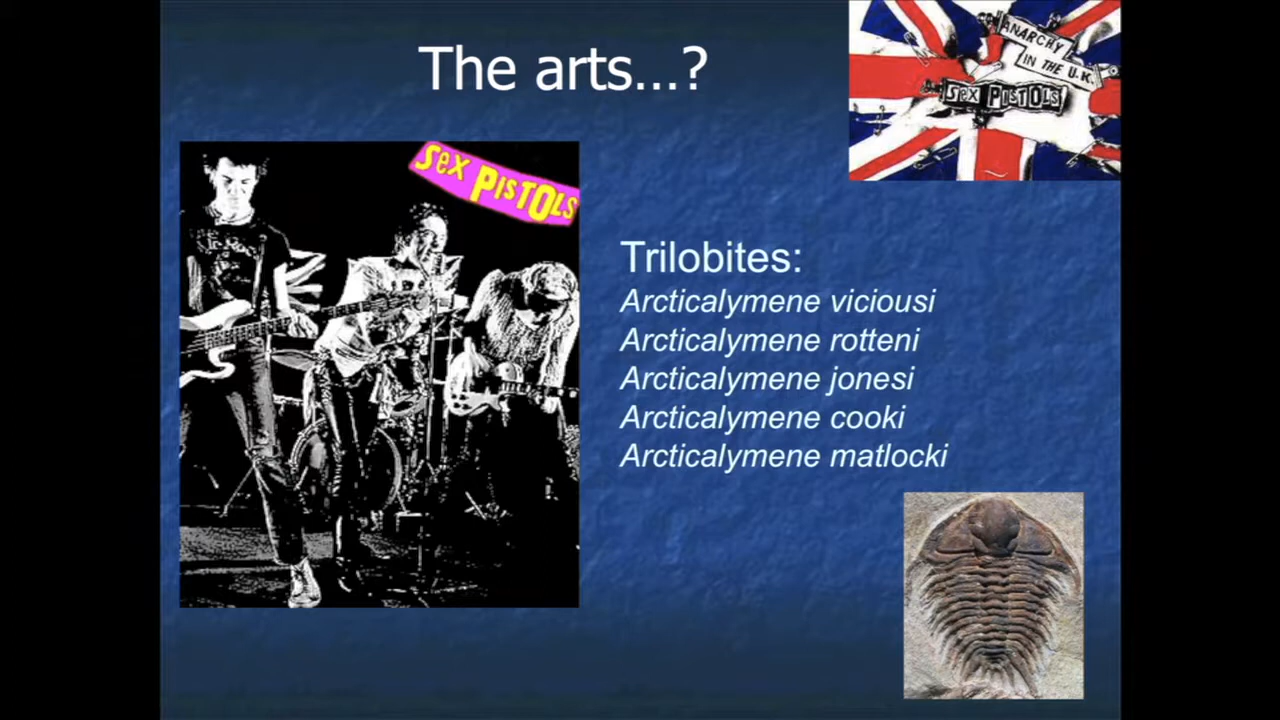 The arts...?
ANARCHY
IN THE U.K.
SEX PISTOLS
SEX PISTOLS
Trilobites:
Arcticalymene viciousi
Arcticalymene rotteni
Arcticalymene jonesi
Arcticalymene cooki
Arcticalymene matlocki